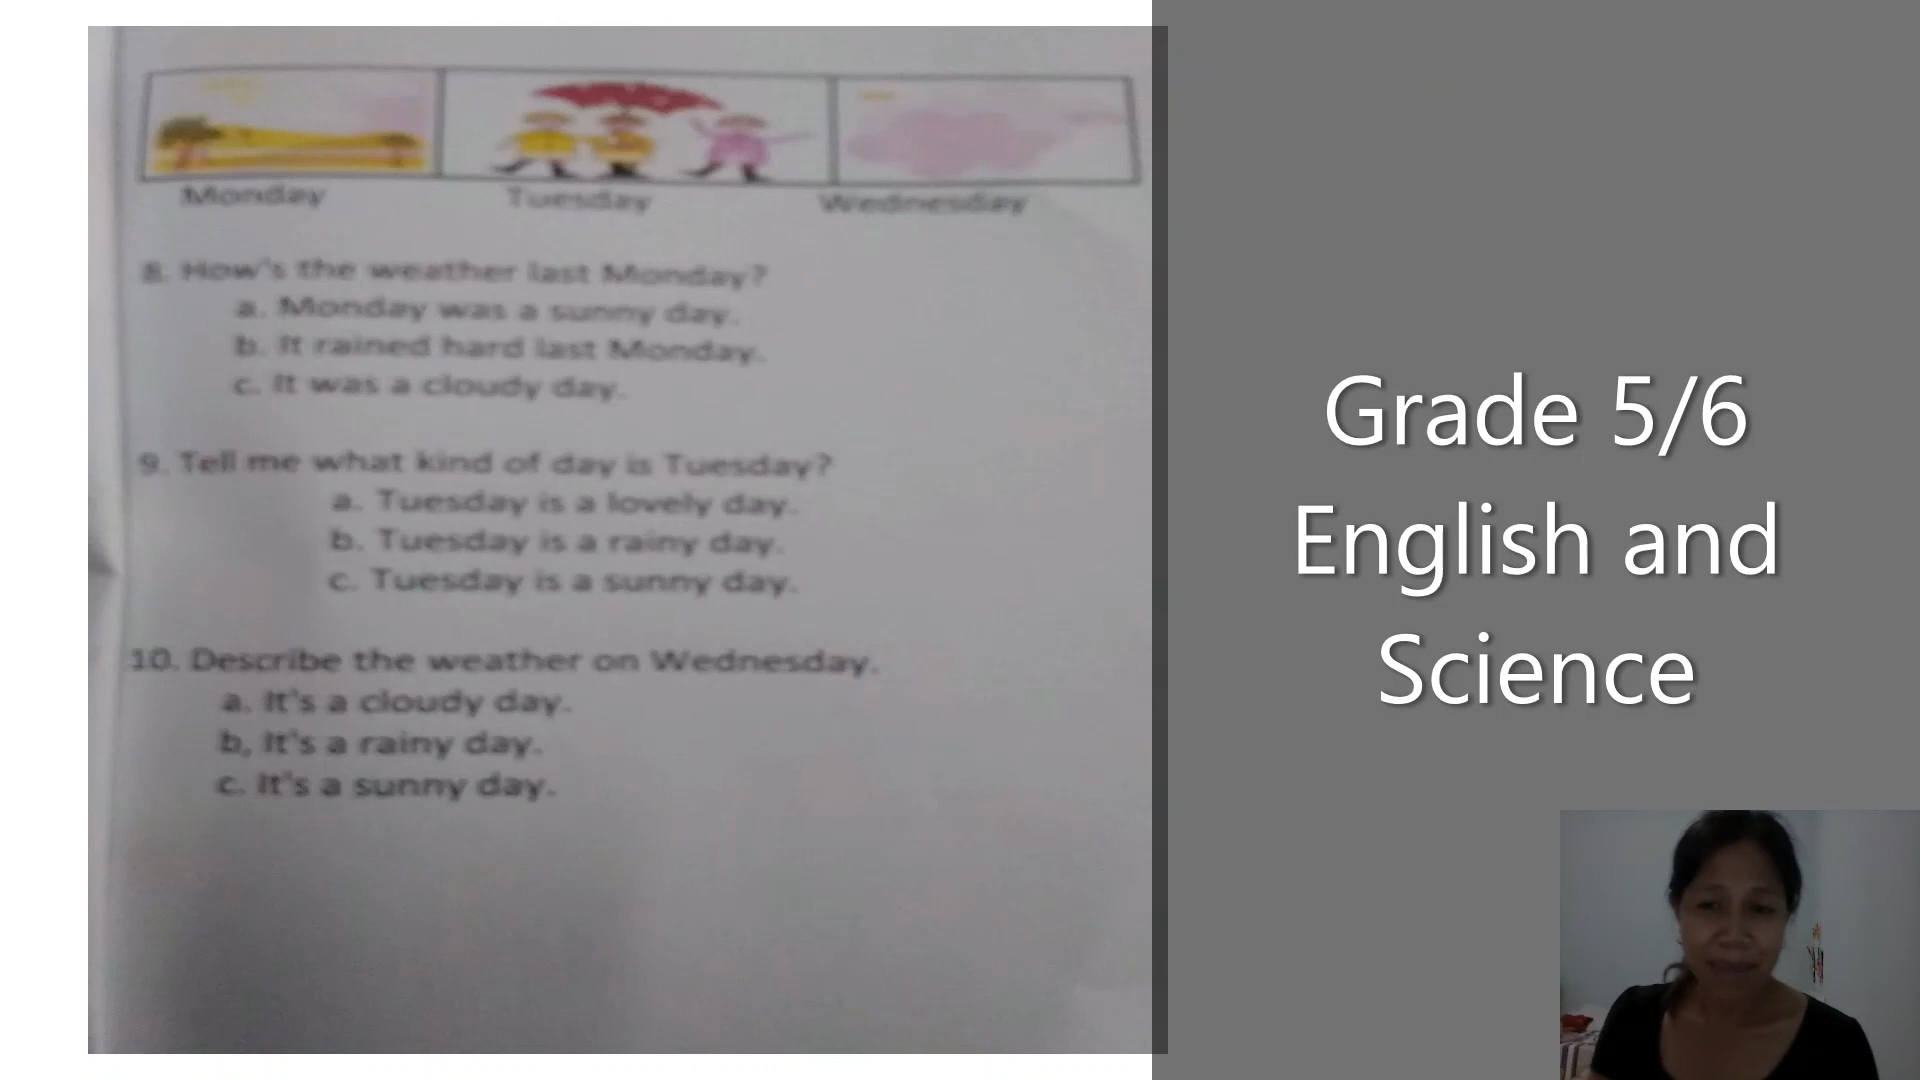 Monday Tuesday Wednesday
8. How's the weather last Monday?
a. Monday was a sunny day.
b. It rained hard last Monday.
c. It was a cloudy day.
9. Tell me what kind of day is Tuesday?
a. Tuesday is a lovely day.
b. Tuesday is a rainy day.
c. Tuesday is a sunny day.
10. Describe the weather on Wednesday.
a. It's a cloudy day.
b, It's a rainy day.
c. It's a sunny day.
Grade 5/6
English and
Science